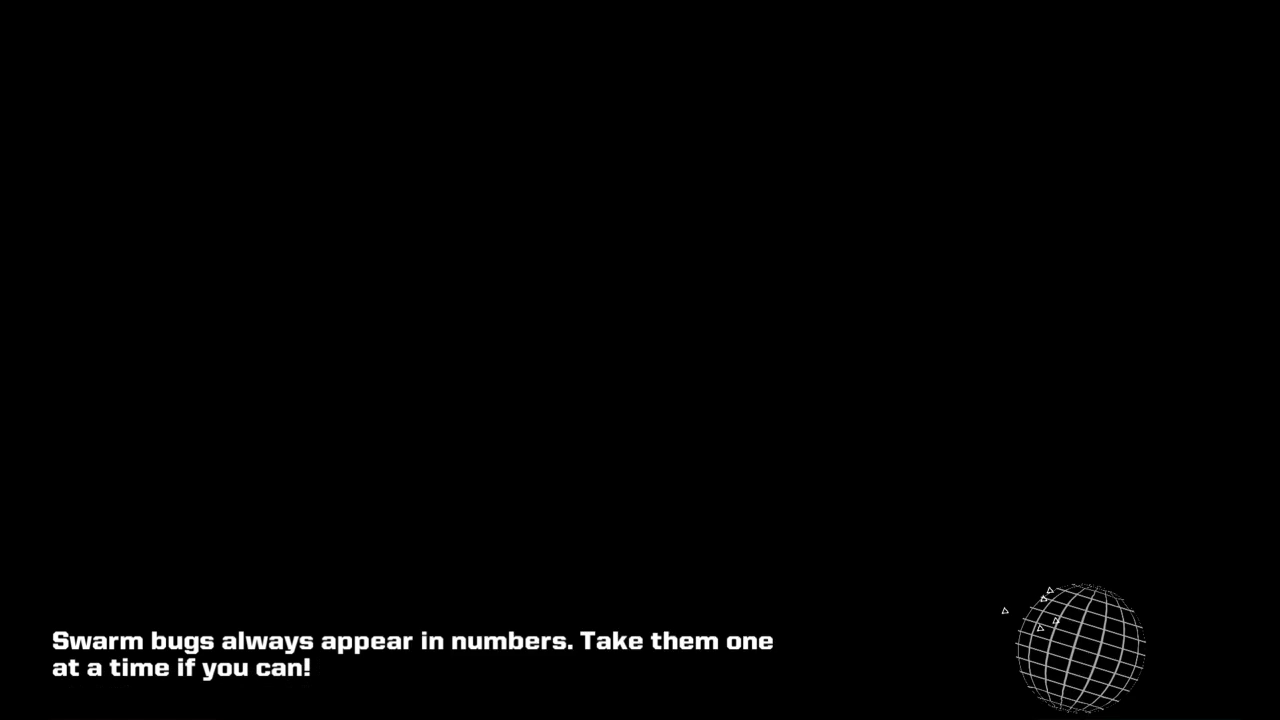 Swarm bugs always appear in numbers. Take them one
at a time if you can!